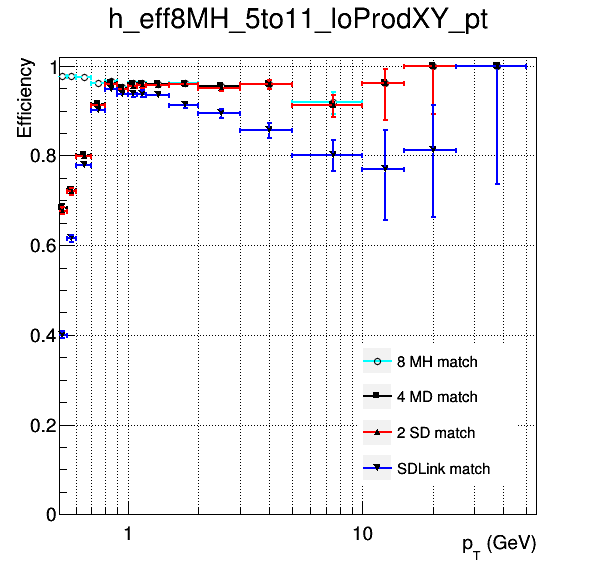 h_eff8MH_5to11_loProdXY_pt
Efficiency
1
0.8
0.6
0.4
0.2
0
8 MH match
4 MD match
2 SD match
SDLink match
1
10
p_T (GeV)